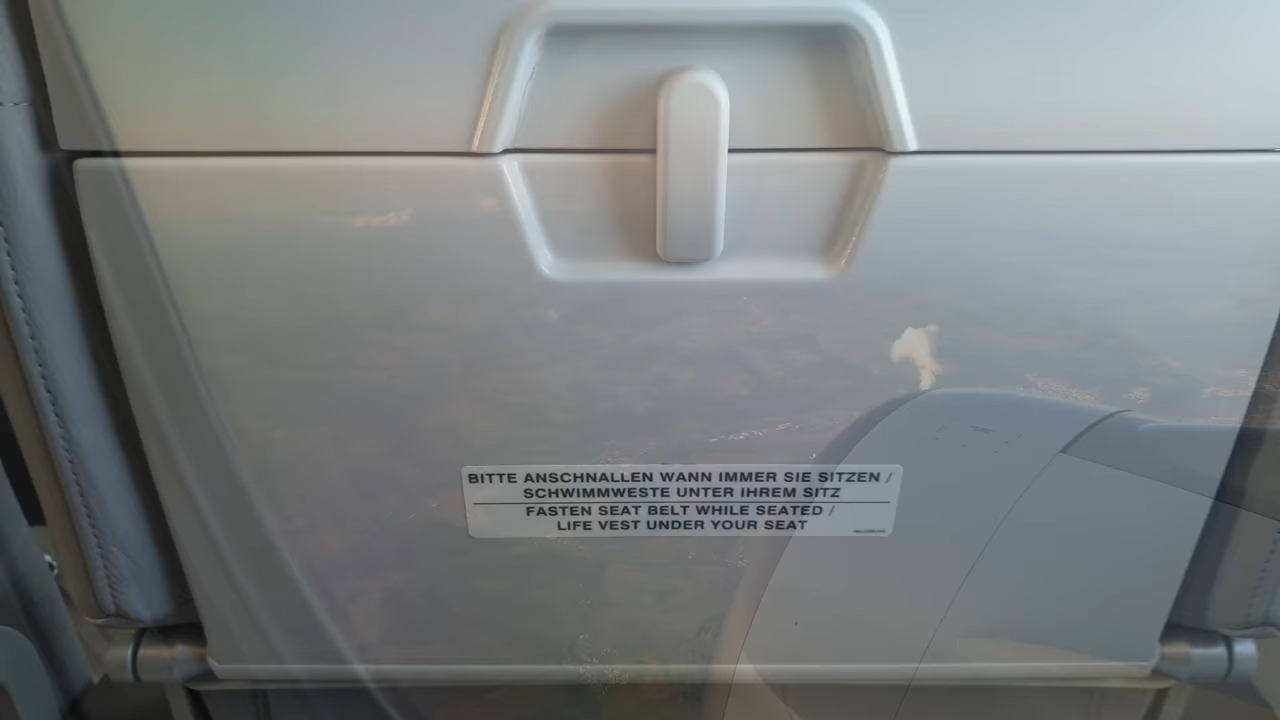 BITTE ANSCHNALLEN WANN IMMER SIE SITZEN /
SCHWIMMWESTE UNTER IHREM SITZ
FASTEN SEAT BELT WHILE SEATED /
LIFE VEST UNDER YOUR SEAT